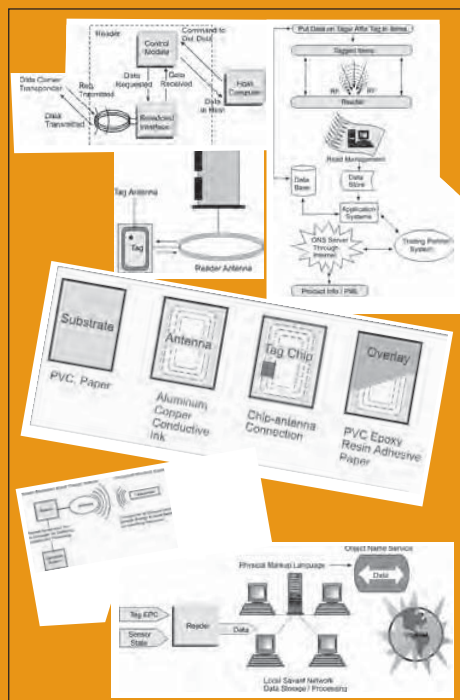 Reader
Control
Module
Command to
Get Data
Host
Computer
Data
Requested
Data
Received
Data
to Host
Data Carrier
Transponder
Req
Transmitted
Data
Transmitted
Broadband
Interface
Put Data on Tags/ Affix Tag to Items
Tagged Items
RF
RF
Reader
Read Management
Data
Base
Data
Store
Application
Systems
ONS Server
Through
Internet
Trading Partner
System
Product Info / PML
Tag Antenna
Tag
Reader Antenna
Substrate
PVC, Paper
Antenna
Aluminum
Copper
Conductive
Ink
Tag Chip
Chip-antenna
Connection
Overlay
PVC Epoxy
Resin Adhesive
Paper
Object Name Service
Physical Markup Language
Data
Tag EPC
Sensor
State
Reader
Data
Local Savant Network
Data Storage / Processing